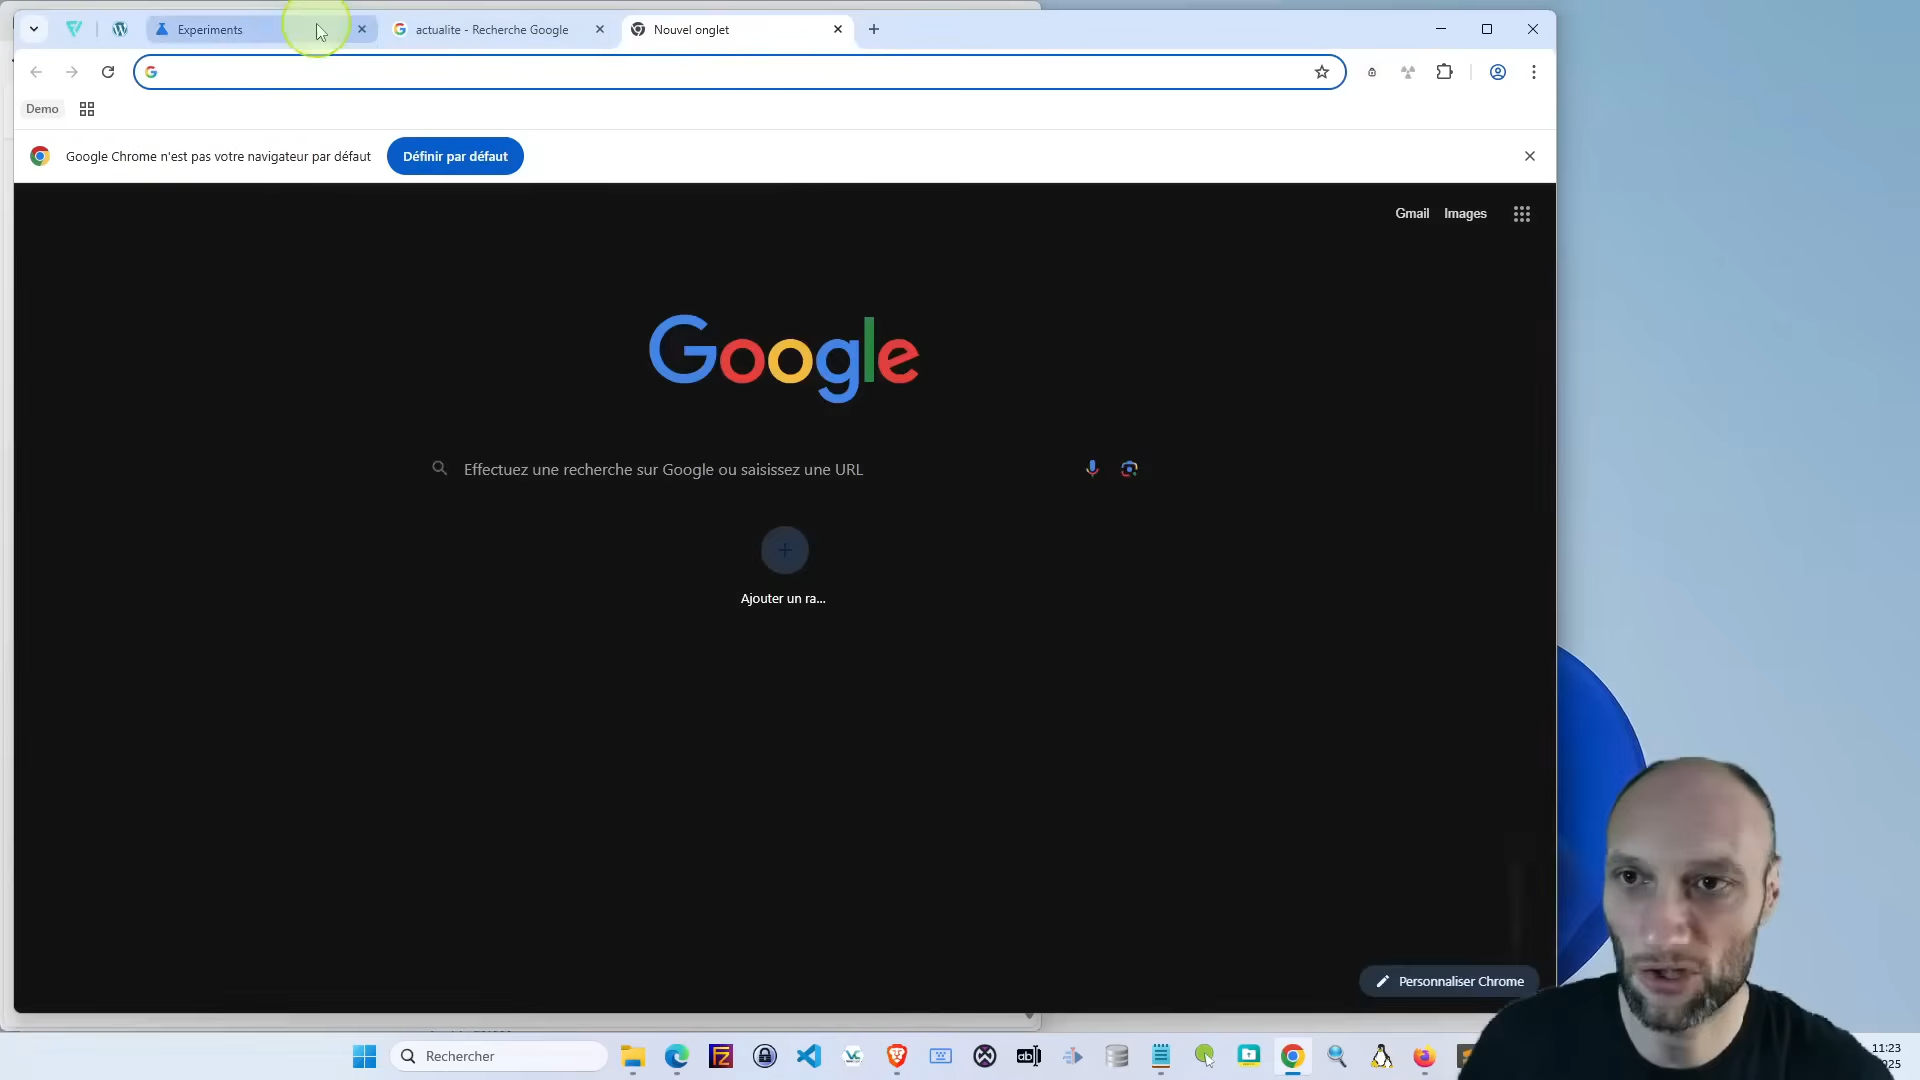 Experiments
actualite - Recherche Google
Nouvel onglet
Demo
Google Chrome n'est pas votre navigateur par défaut
Définir par défaut
Gmail
Images
Google
Effectuez une recherche sur Google ou saisissez une URL
Ajouter un ra...
Personnaliser Chrome
Rechercher
11:23